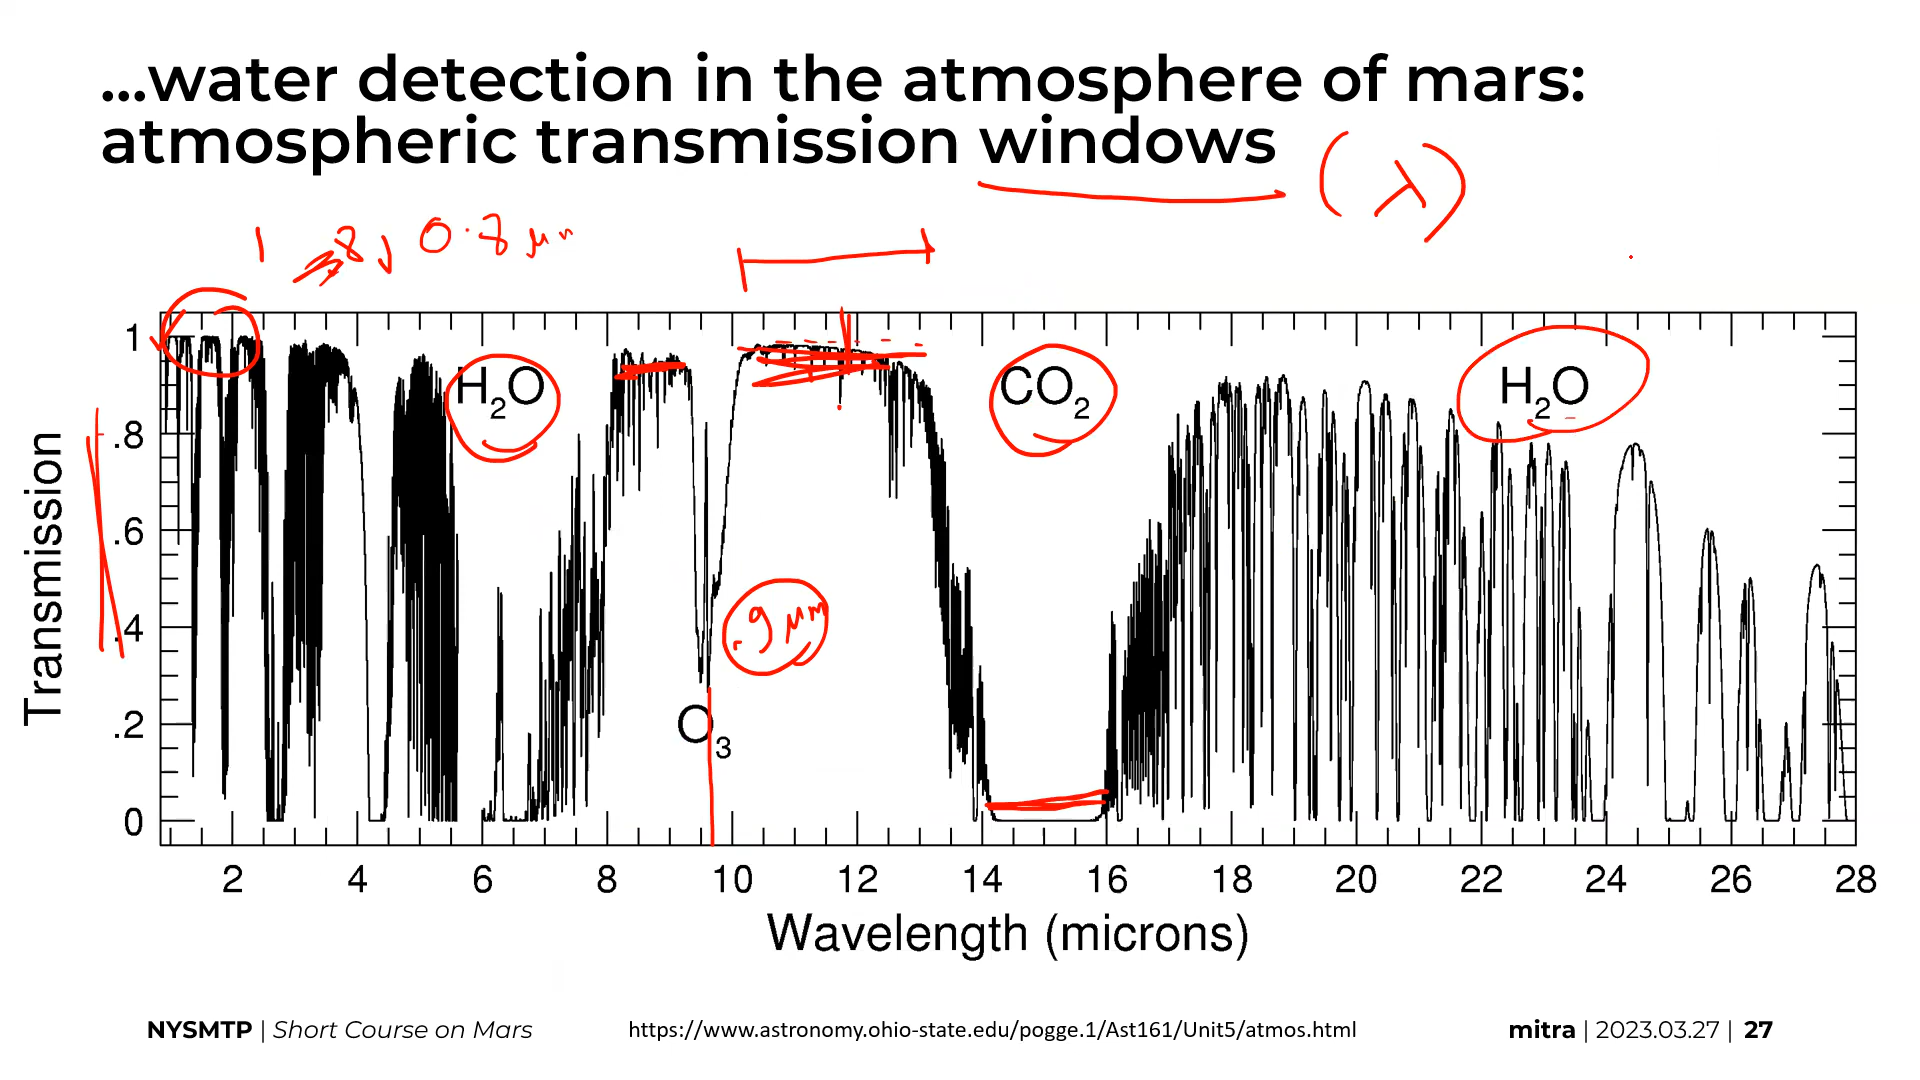 ...water detection in the atmosphere of mars:
atmospheric transmission windows
(λ)
0.8 μm
1
.8
.6
.4
.2
0
Transmission
H2O
CO2
H2O
O3
.9 μm
2 4 6 8 10 12 14 16 18 20 22 24 26 28
Wavelength (microns)
NYSMTP | Short Course on Mars
https://www.astronomy.ohio-state.edu/pogge.1/Ast161/Unit5/atmos.html
mitra | 2023.03.27 | 27